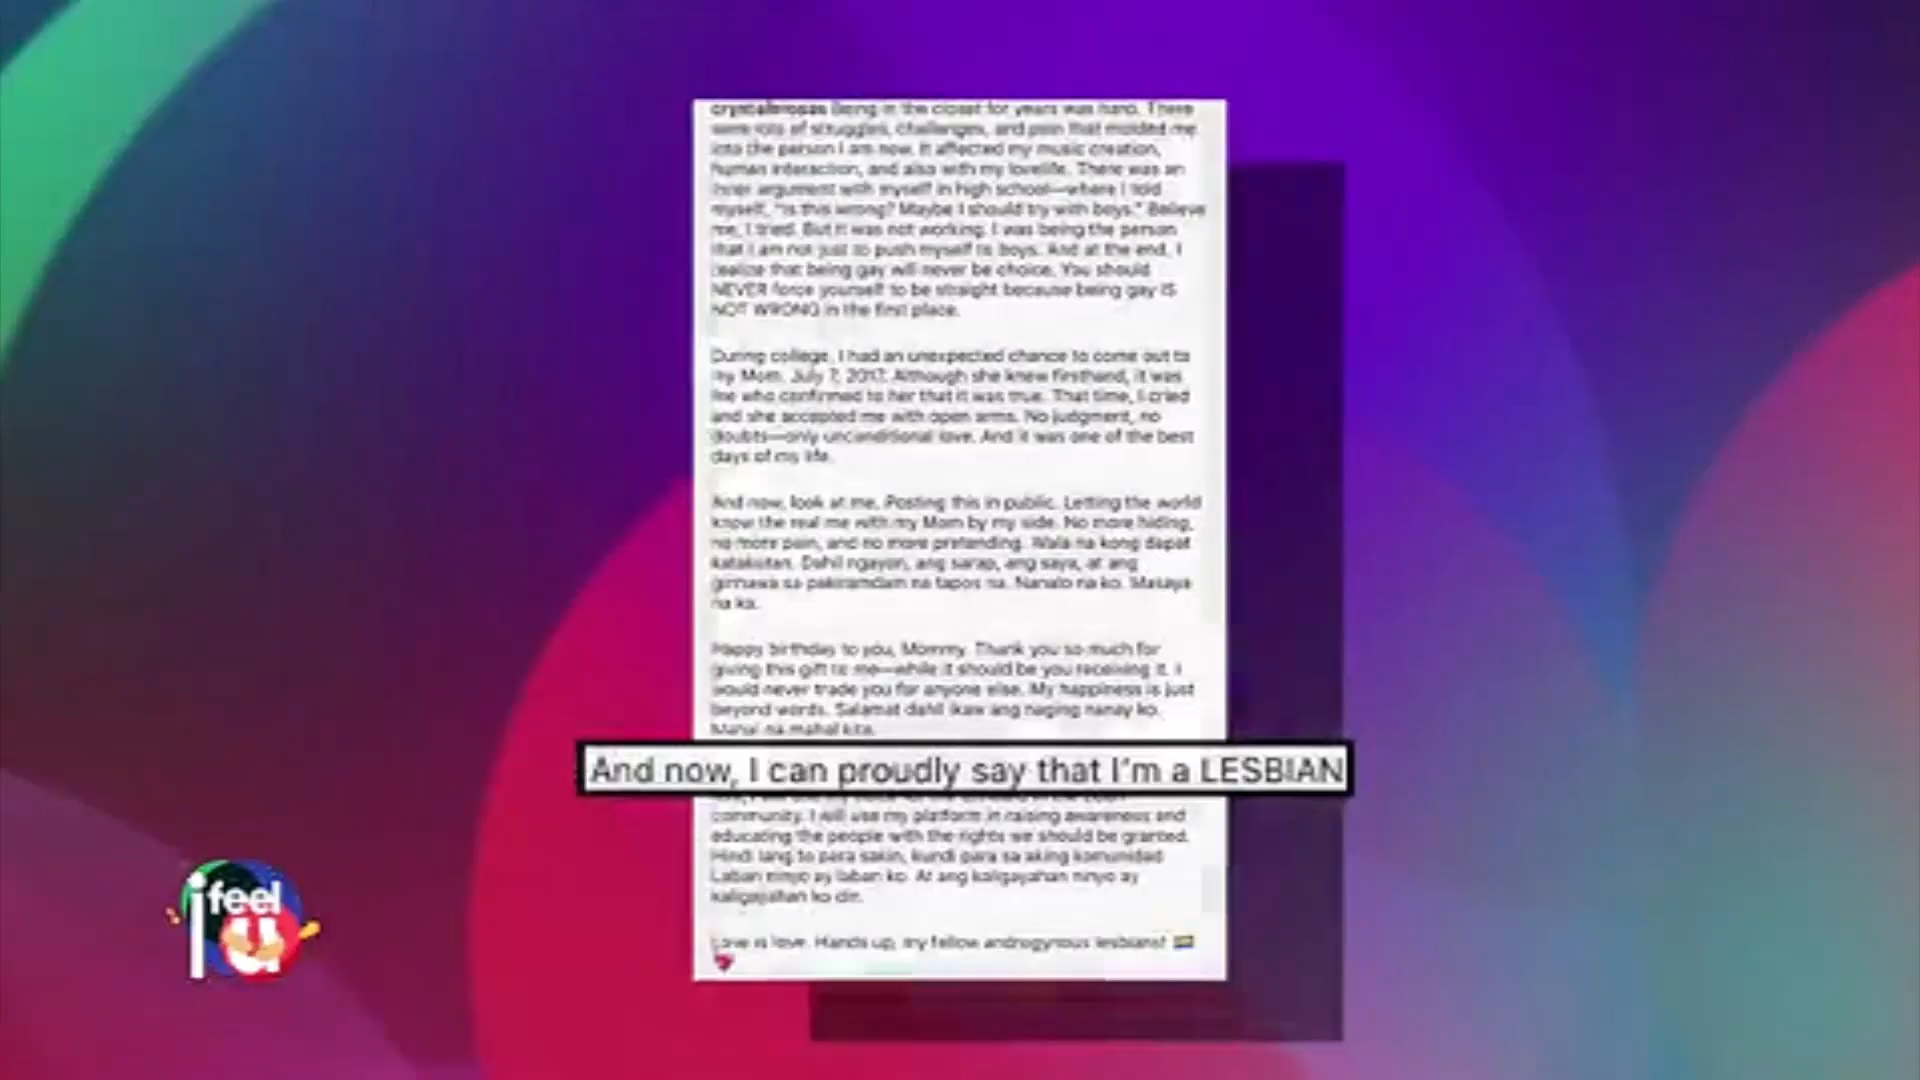 Being in the closet for years was hard. There
were lots of struggles, challenges, and pain that molded me
into the person I am now. It affected my music creation,
human interaction, and also with my lovelife. There was an
inner argument with myself in high school—where I told
myself, "Is this wrong? Maybe I should try with boys." Believe
me, I tried. But it was not working. I was being the person
that I am not just to push myself to boys. And at the end, I
realize that being gay will never be choice. You should
NEVER force yourself to be straight because being gay IS
NOT WRONG in the first place.
During college, I had an unexpected chance to come out to
my Mom. July 7, 2017. Although she knew firsthand, it was
me who confirmed to her that it was true. That time, I cried
and she accepted me with open arms. No judgment, no
doubts—only unconditional love. And it was one of the best
days of my life.
And now, look at me. Posting this in public. Letting the world
know the real me with my Mom by my side. No more hiding,
no more pain, and no more pretending. Wala na kong dapat
katakutan. Dahil ngayon, ang sarap, ang saya, at ang
ginhawa sa pakiramdam na tapos na. Nanalo na ko. Masaya
na ko.
Happy birthday to you, Mommy. Thank you so much for
giving this gift to me—while it should be you receiving it. I
would never trade you for anyone else. My happiness is just
beyond words. Salamat dahil ikaw ang naging nanay ko.
Mahal na mahal kita.
And now, I can proudly say that I'm a LESBIAN
community. I will use my platform in raising awareness and
educating the people with the rights we should be granted.
Hindi lang to para sakin, kundi para sa aking komunidad
Laban ninyo ay laban ko. At ang kaligayahan ninyo ay
kaligayahan ko din.
Love is love. Hands up, my fellow androgynous lesbians!
i feel U